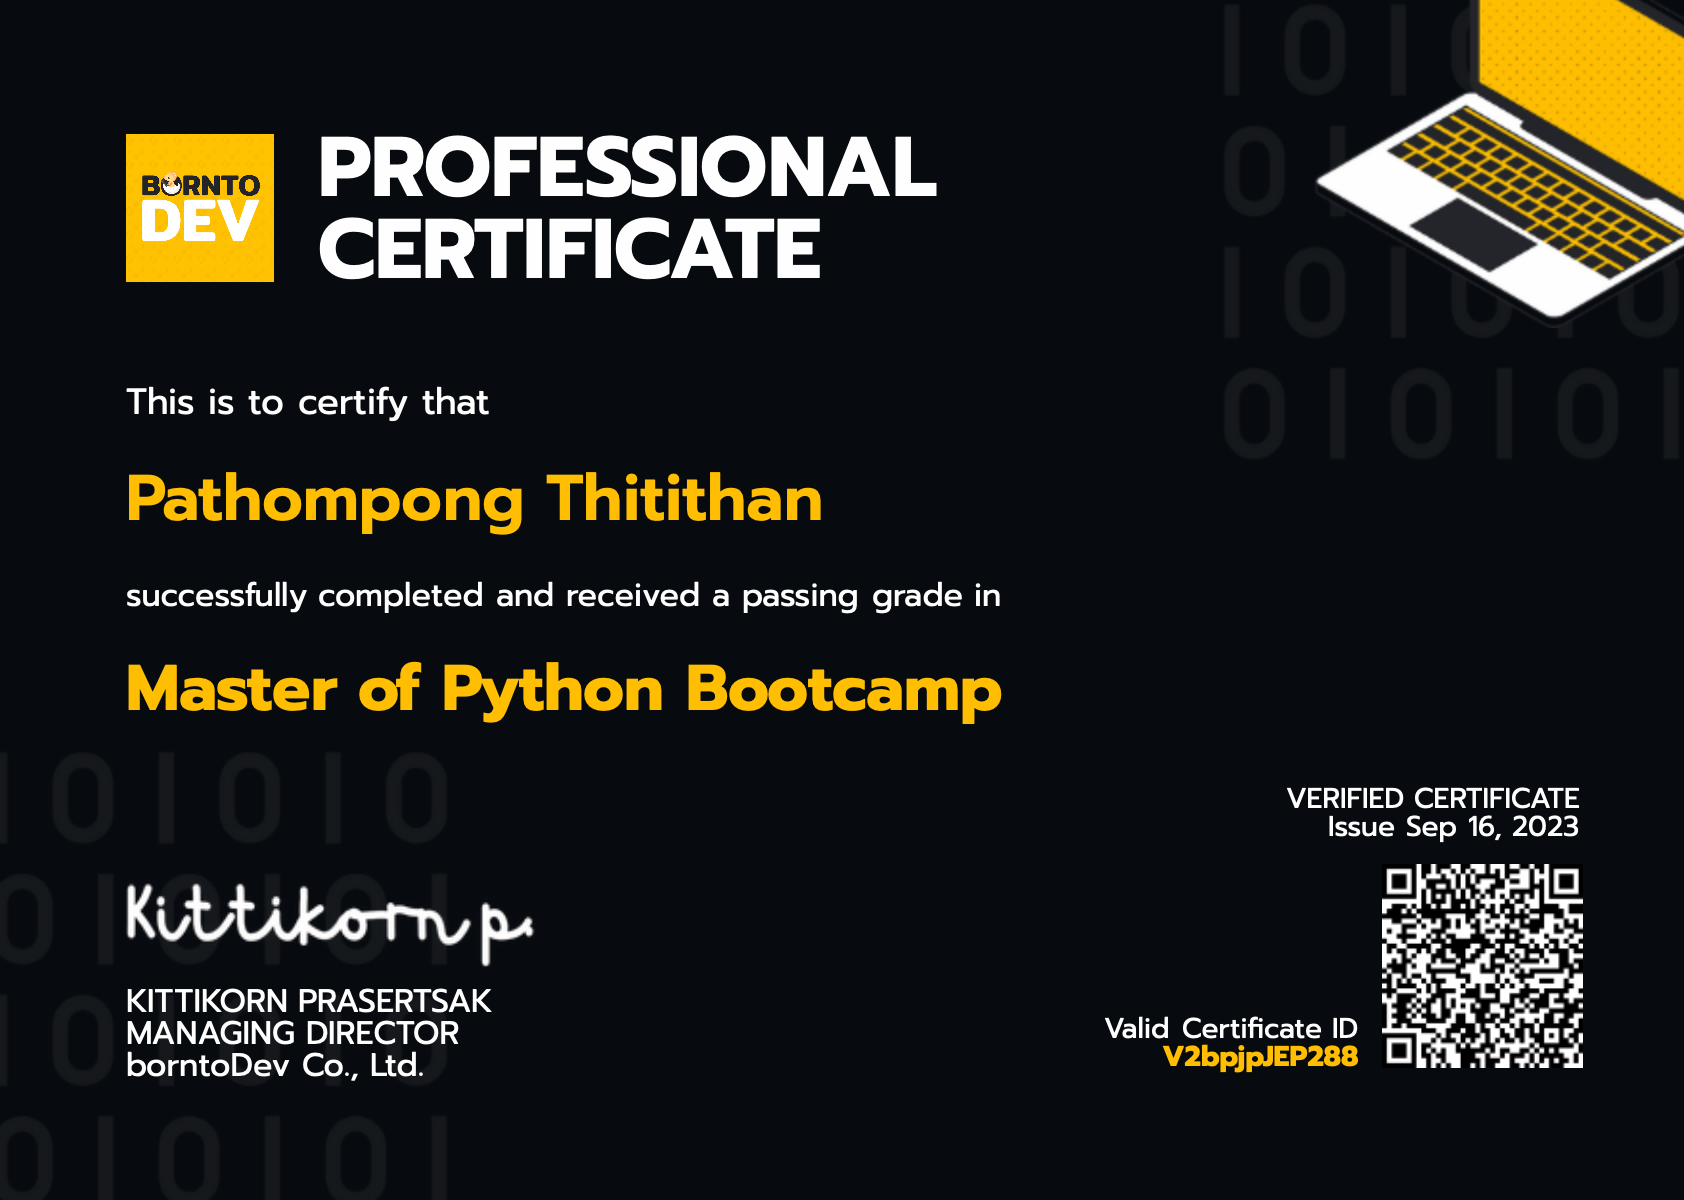 BORNTO
DEV
PROFESSIONAL
CERTIFICATE
This is to certify that
Pathompong Thitithan
successfully completed and received a passing grade in
Master of Python Bootcamp
VERIFIED CERTIFICATE
Issue Sep 16, 2023
Kittikorn p.
KITTIKORN PRASERTSAK
MANAGING DIRECTOR
borntoDev Co., Ltd.
Valid Certificate ID
V2bpjpJEP288